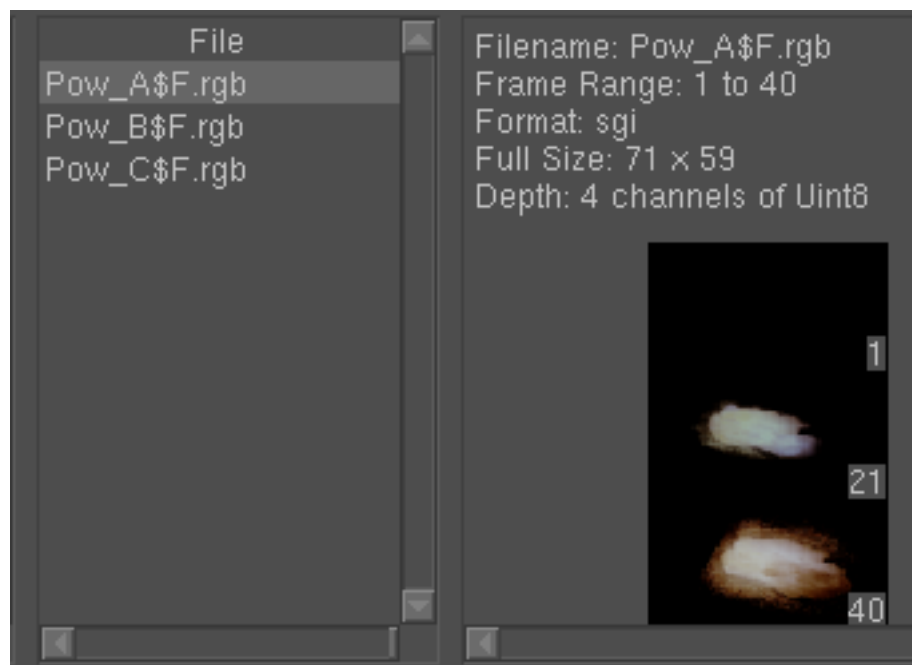 File
Pow_A$F.rgb
Pow_B$F.rgb
Pow_C$F.rgb
Filename: Pow_A$F.rgb
Frame Range: 1 to 40
Format: sgi
Full Size: 71 x 59
Depth: 4 channels of Uint8
1
21
40